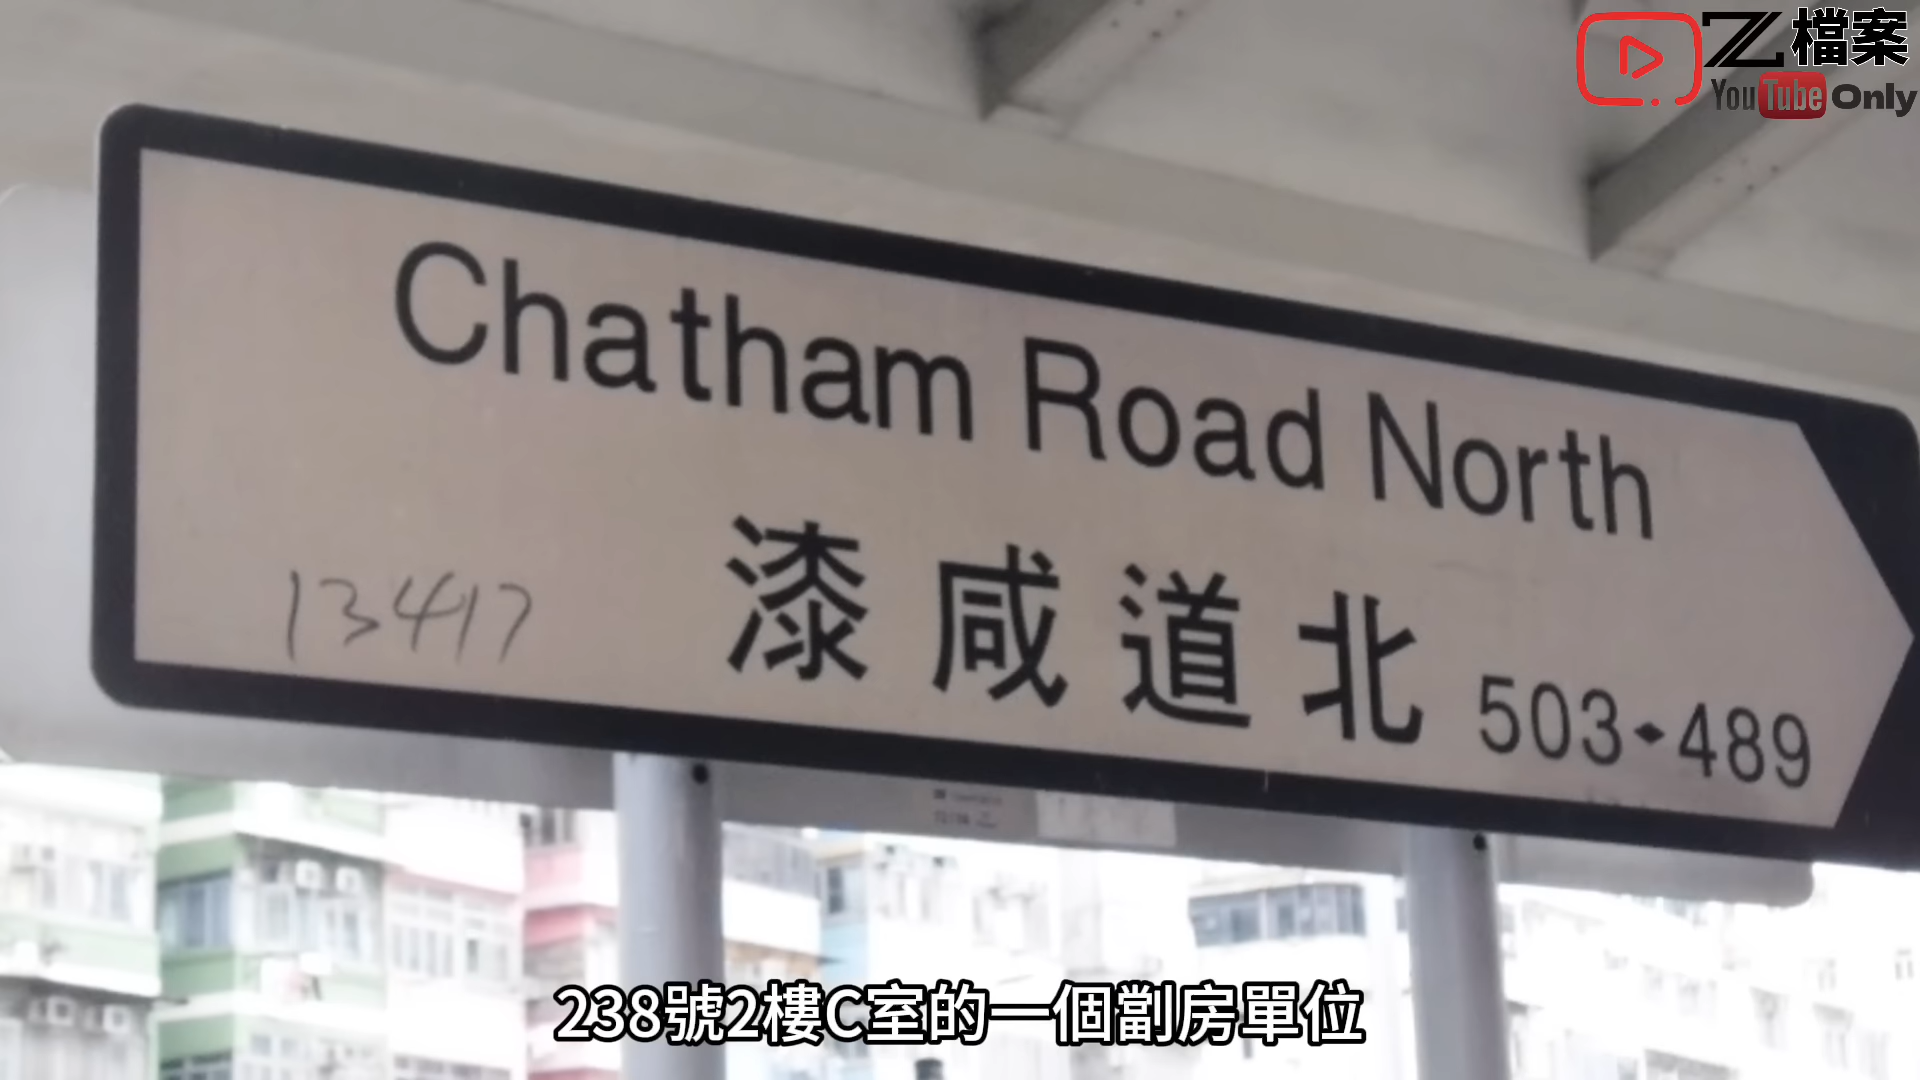 Z檔案
YouTube Only
Chatham Road North
漆咸道北 503-489
13417
238號2樓C室的一個劏房單位